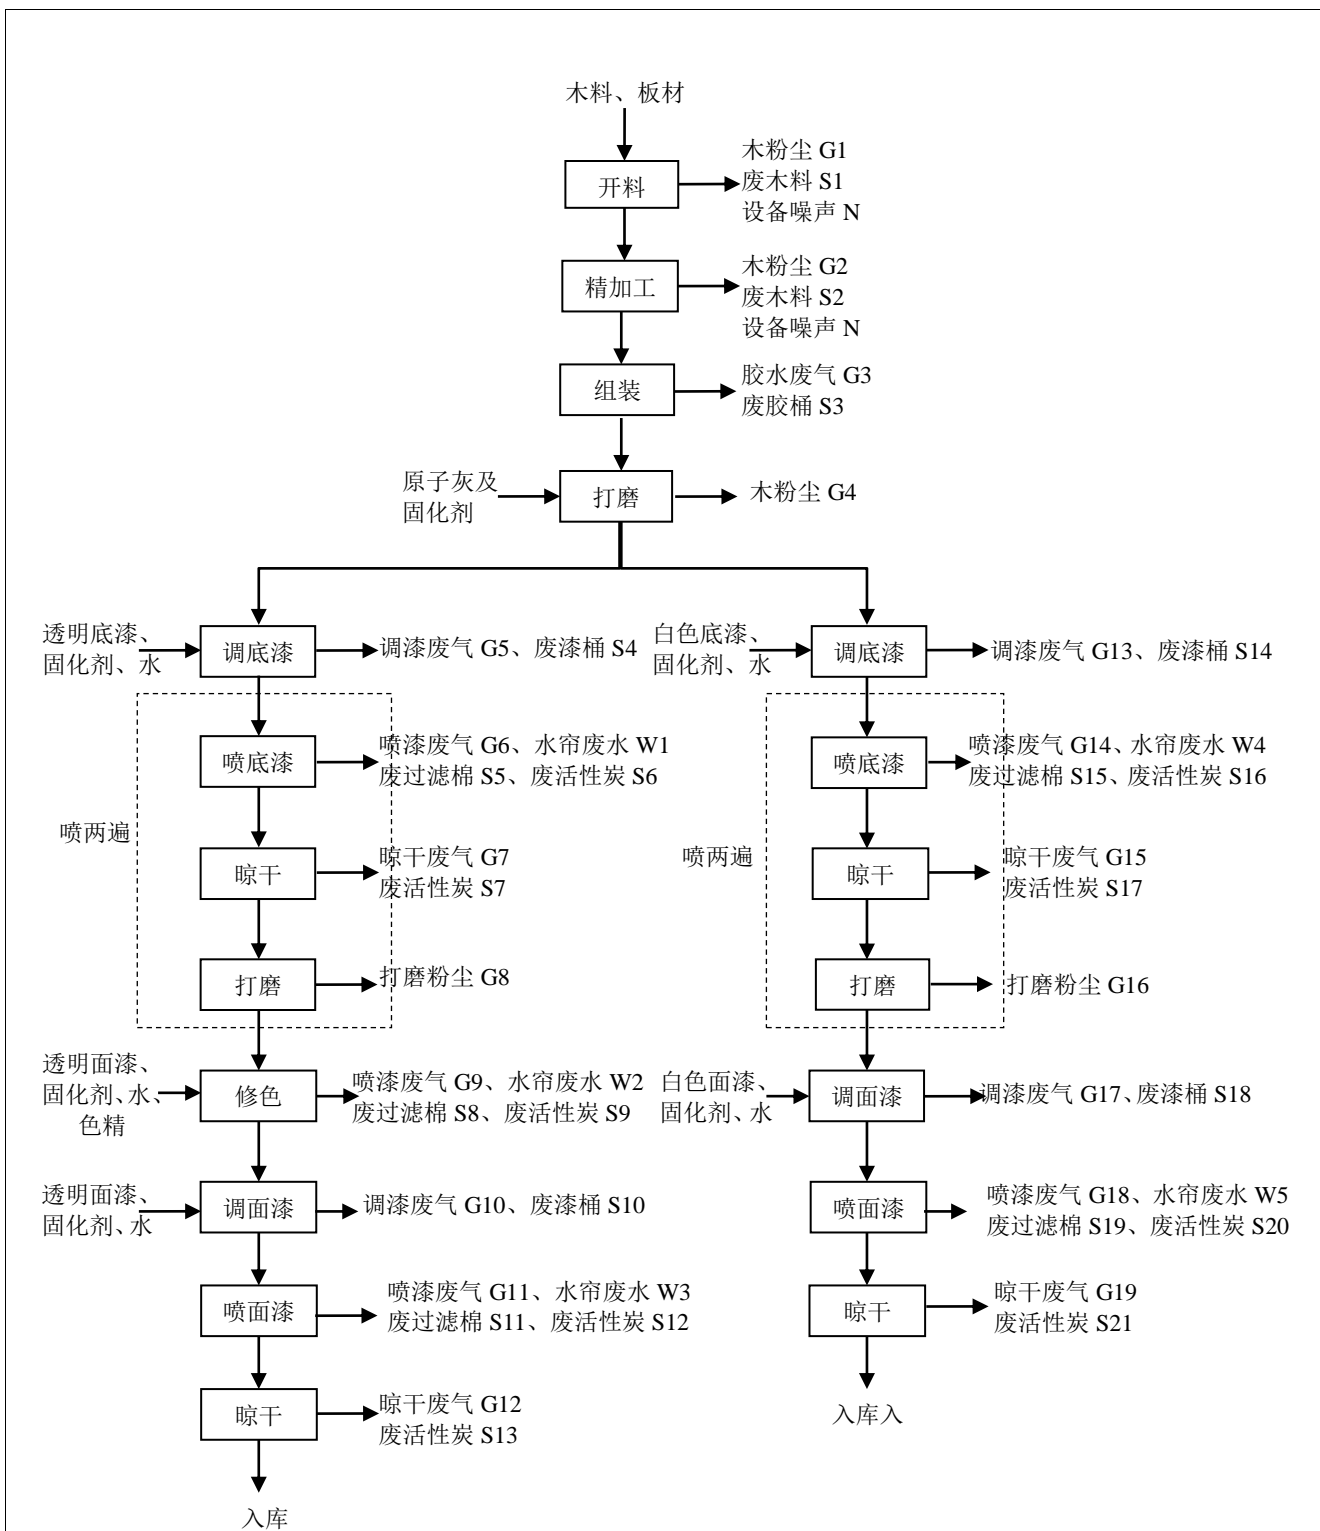 木料、板材
开料
木粉尘 G1
废木料 S1
设备噪声 N
精加工
木粉尘 G2
废木料 S2
设备噪声 N
组装
胶水废气 G3
废胶桶 S3
原子灰及
固化剂
打磨
木粉尘 G4
透明底漆、
固化剂、水
调底漆
调漆废气 G5、废漆桶 S4
喷两遍
喷底漆
喷漆废气 G6、水帘废水 W1
废过滤棉 S5、废活性炭 S6
晾干
晾干废气 G7
废活性炭 S7
打磨
打磨粉尘 G8
透明面漆、
固化剂、水、
色精
修色
喷漆废气 G9、水帘废水 W2
废过滤棉 S8、废活性炭 S9
透明面漆、
固化剂、水
调面漆
调漆废气 G10、废漆桶 S10
喷面漆
喷漆废气 G11、水帘废水 W3
废过滤棉 S11、废活性炭 S12
晾干
晾干废气 G12
废活性炭 S13
入库
白色底漆、
固化剂、水
调底漆
调漆废气 G13、废漆桶 S14
喷两遍
喷底漆
喷漆废气 G14、水帘废水 W4
废过滤棉 S15、废活性炭 S16
晾干
晾干废气 G15
废活性炭 S17
打磨
打磨粉尘 G16
白色面漆、
固化剂、水
调面漆
调漆废气 G17、废漆桶 S18
喷面漆
喷漆废气 G18、水帘废水 W5
废过滤棉 S19、废活性炭 S20
晾干
晾干废气 G19
废活性炭 S21
入库入